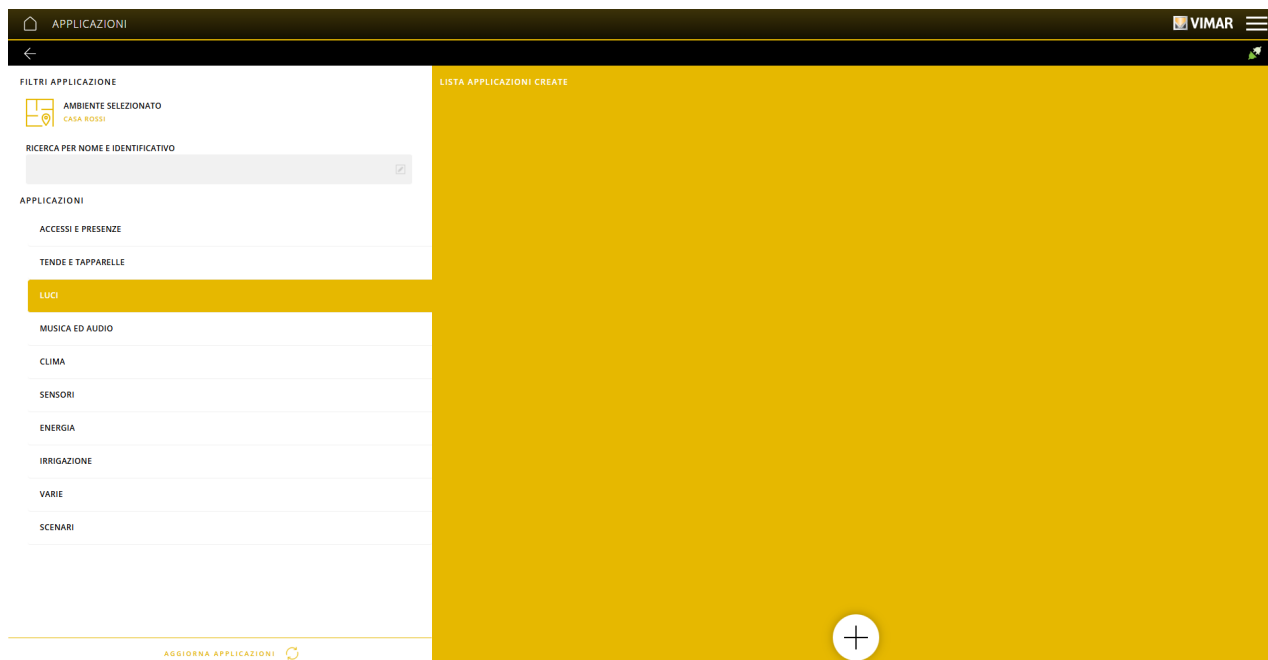 APPLICAZIONI
VIMAR
FILTRI APPLICAZIONE
AMBIENTE SELEZIONATO
CASA ROSSI
RICERCA PER NOME E IDENTIFICATIVO
APPLICAZIONI
ACCESSI E PRESENZE
TENDE E TAPPARELLE
LUCI
MUSICA ED AUDIO
CLIMA
SENSORI
ENERGIA
IRRIGAZIONE
VARIE
SCENARI
AGGIORNA APPLICAZIONI
LISTA APPLICAZIONI CREATE